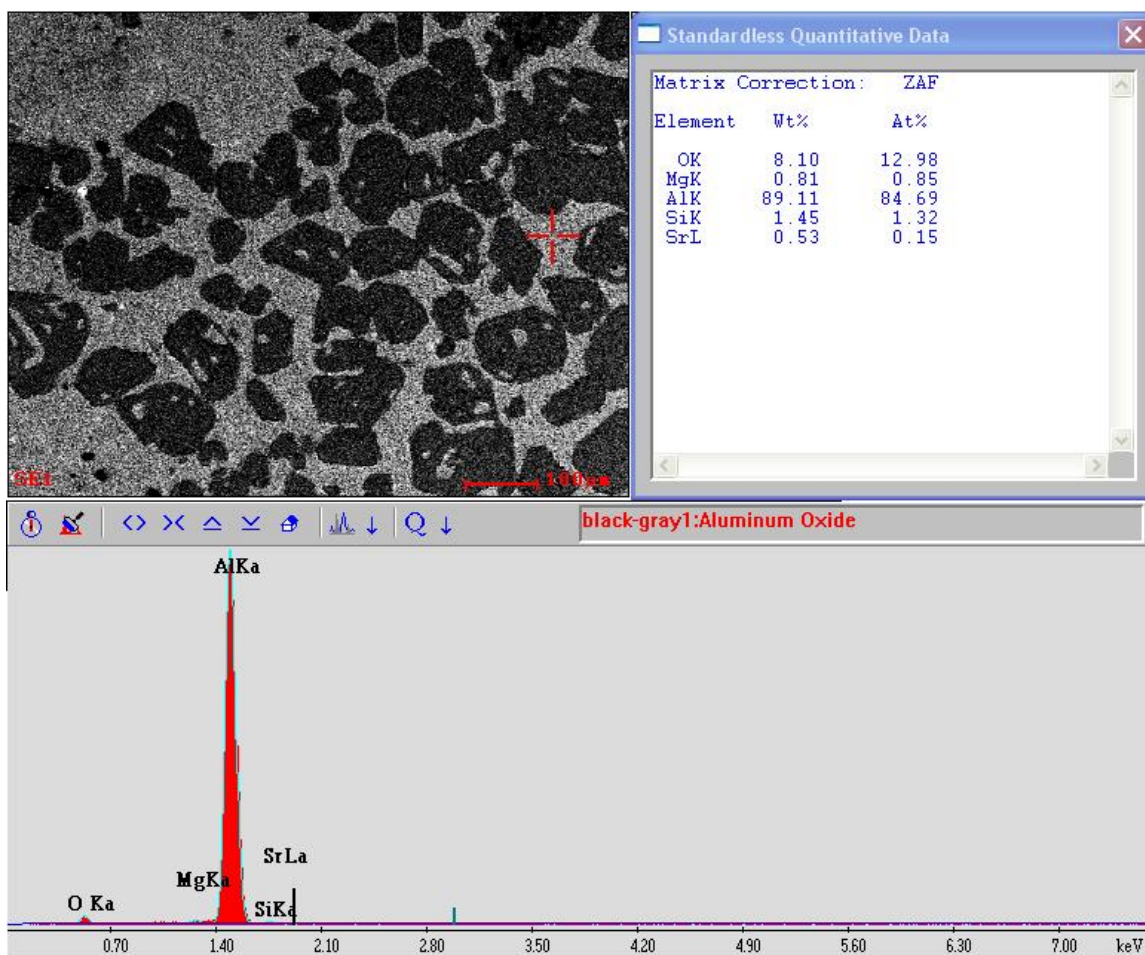 Standardless Quantitative Data
Matrix Correction: ZAF
Element Wt% At%
OK 8.10 12.98
MgK 0.81 0.85
AlK 89.11 84.69
SiK 1.45 1.32
SrL 0.53 0.15
SEI
100µm
Q
black-gray1:Aluminum Oxide
AlKa
SrLa
MgKa
O Ka
SiKa
0.70 1.40 2.10 2.80 3.50 4.20 4.90 5.60 6.30 7.00 keV